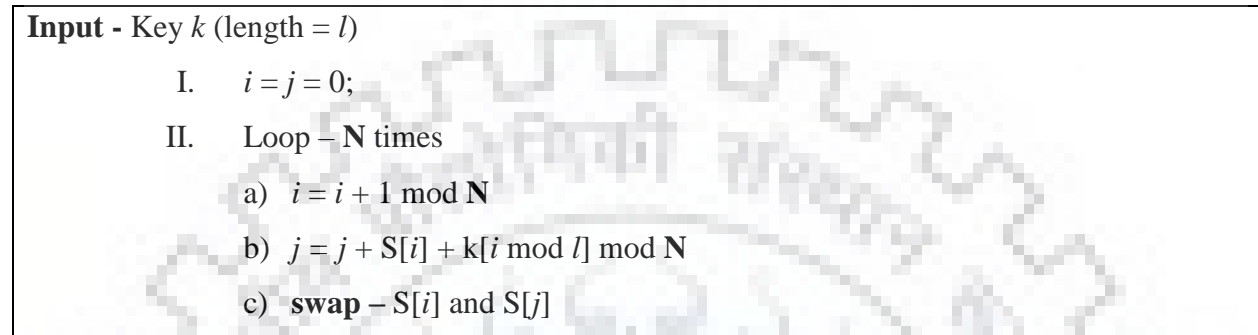 Input - Key k (length = l)
I. i = j = 0;
II. Loop – N times
a) i = i + 1 mod N
b) j = j + S[i] + k[i mod l] mod N
c) swap – S[i] and S[j]